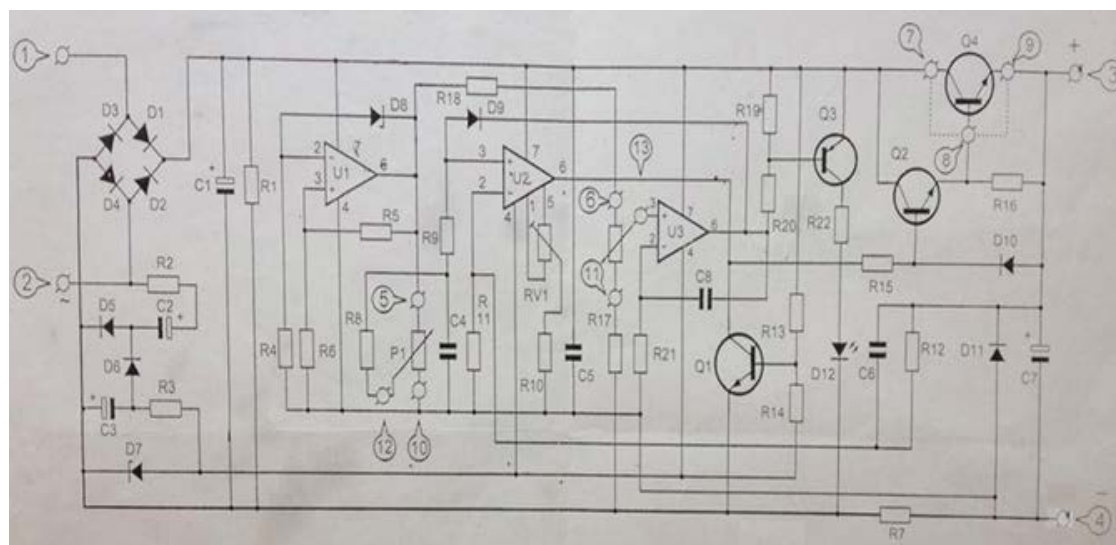 1
7
Q4
9
+
3
D3
D1
R18
D8
D9
R19
Q3
8
2
7
U1
6
3
4
3
7
U2
6
2
1
5
4
13
6
3
7
U3
6
2
4
Q2
D4
D2
+
C1
R1
R5
R9
R20
R22
R16
11
2
~
R2
C2
+
5
RV1
C8
R15
D10
D5
D6
R4
R6
R8
P1
C4
R
11
R10
C5
R17
R21
Q1
R13
D12
C6
R12
D11
+
C7
+
C3
R3
R14
12
10
D7
R7
-
4